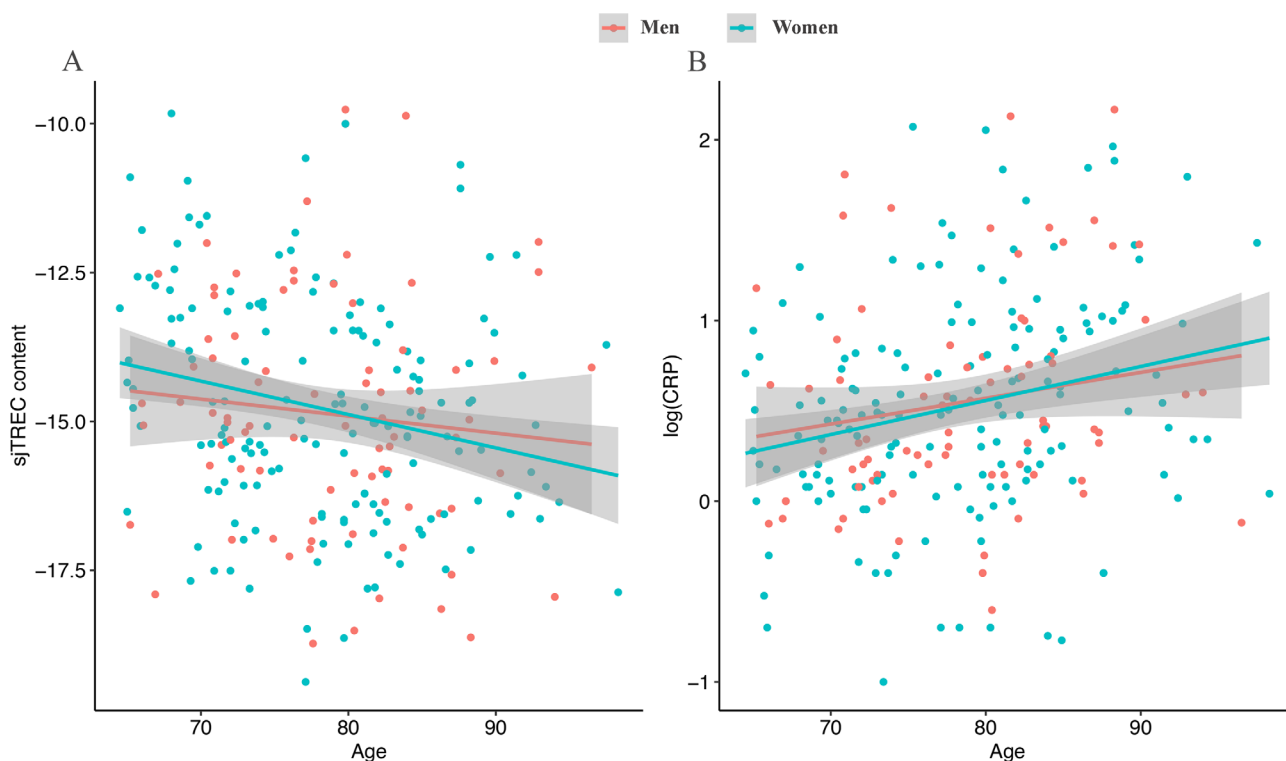 Men Women
A
sjTREC content
−10.0
−12.5
−15.0
−17.5
70 80 90
Age
B
log(CRP)
2
1
0
−1
70 80 90
Age